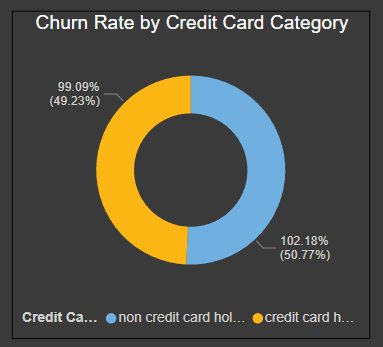 Churn Rate by Credit Card Category
99.09%
(49.23%)
102.18%
(50.77%)
Credit Ca... non credit card hol... credit card h...